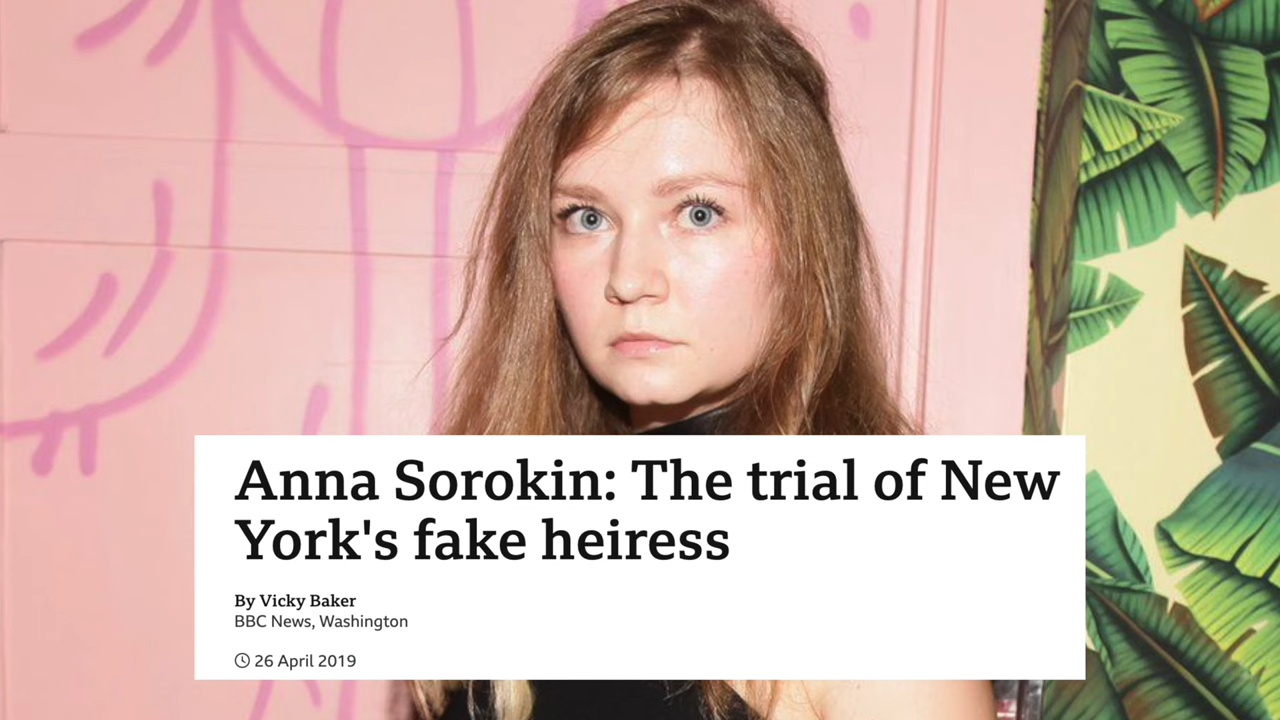 Anna Sorokin: The trial of New
York's fake heiress
By Vicky Baker
BBC News, Washington
26 April 2019